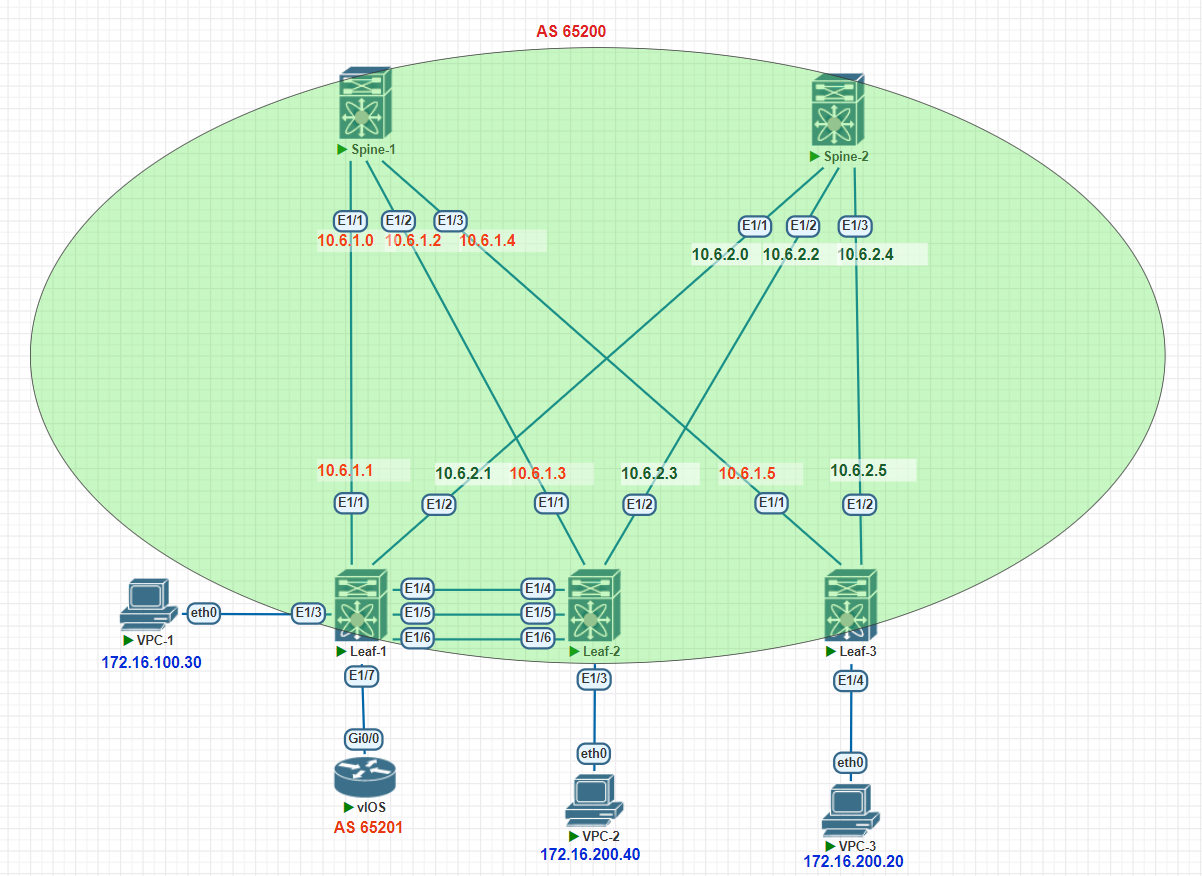 AS 65200
Spine-1
Spine-2
E1/1 E1/2 E1/3
E1/1 E1/2 E1/3
10.6.1.0 10.6.1.2 10.6.1.4
10.6.2.0 10.6.2.2 10.6.2.4
10.6.1.1 10.6.2.1 10.6.1.3 10.6.2.3 10.6.1.5 10.6.2.5
E1/1 E1/2 E1/1 E1/2 E1/1 E1/2
E1/4 E1/4
eth0 E1/3 E1/5 E1/5
E1/6 E1/6
VPC-1
Leaf-1 Leaf-2 Leaf-3
172.16.100.30
E1/7 E1/3 E1/4
Gi0/0
eth0
eth0
vIOS
AS 65201
VPC-2
172.16.200.40
VPC-3
172.16.200.20